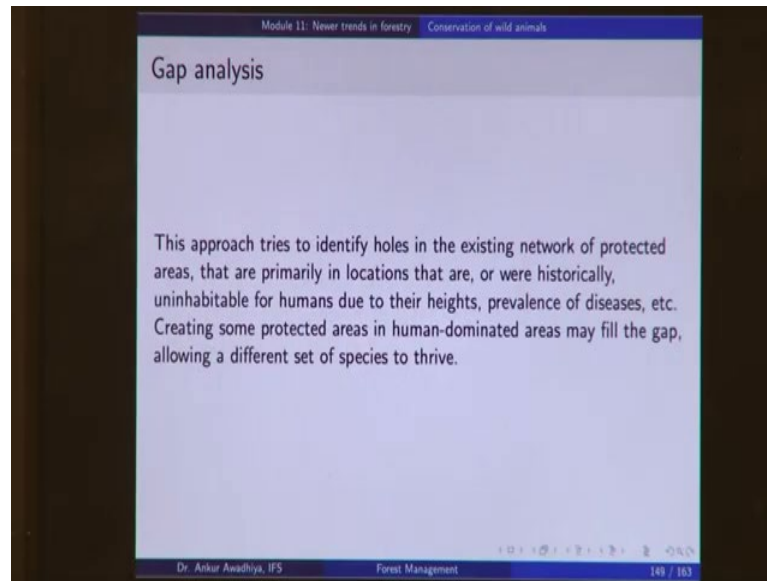 Module 11: Newer trends in forestry Conservation of wild animals
Gap analysis
This approach tries to identify holes in the existing network of protected
areas, that are primarily in locations that are, or were historically,
uninhabitable for humans due to their heights, prevalence of diseases, etc.
Creating some protected areas in human-dominated areas may fill the gap,
allowing a different set of species to thrive.
Dr. Ankur Awadhiya, IFS Forest Management 149 / 163